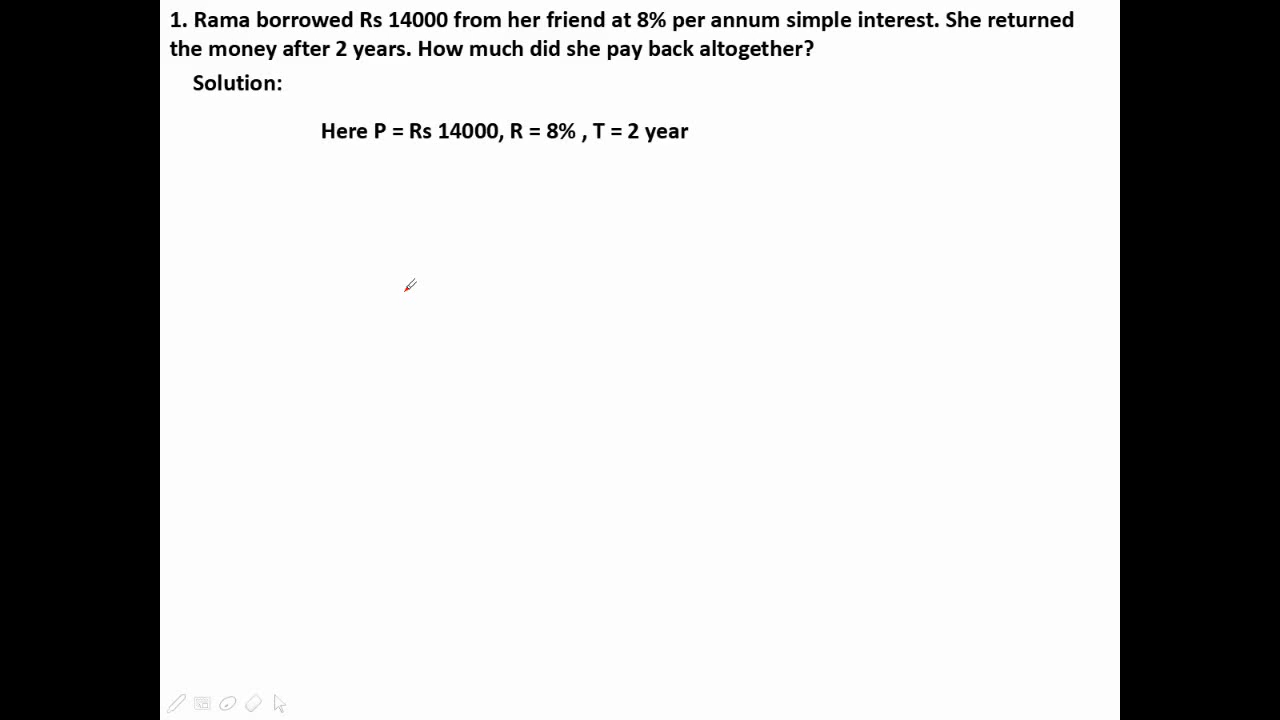 1. Rama borrowed Rs 14000 from her friend at 8% per annum simple interest. She returned
the money after 2 years. How much did she pay back altogether?
Solution:
Here P = Rs 14000, R = 8% , T = 2 year